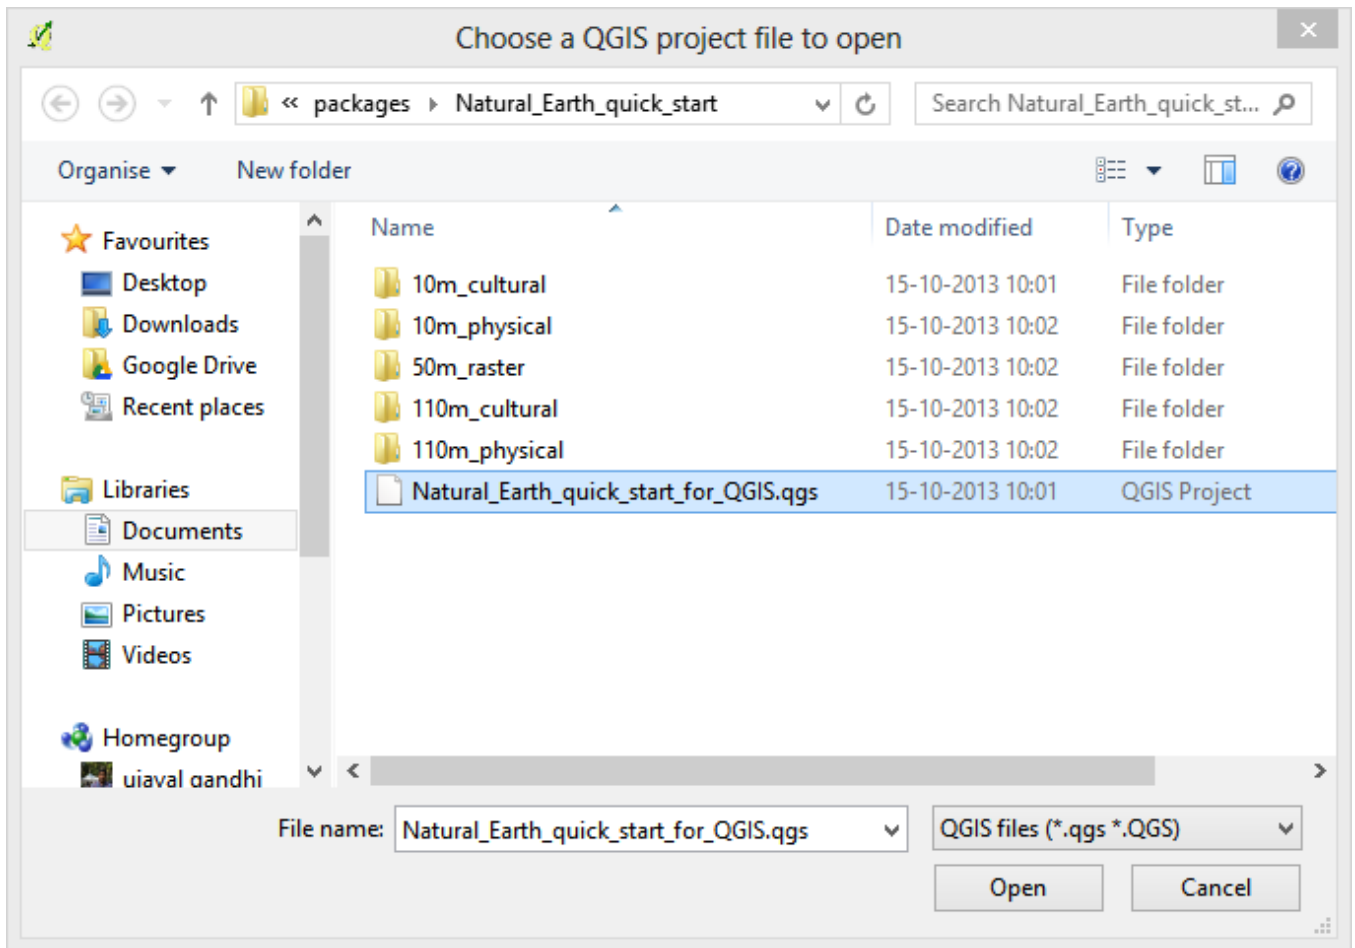 Choose a QGIS project file to open
« packages Natural_Earth_quick_start
Search Natural_Earth_quick_st...
Organise New folder
Name Date modified Type
Favourites
Desktop
Downloads
Google Drive
Recent places
Libraries
Documents
Music
Pictures
Videos
Homegroup
ujaval gandhi
10m_cultural 15-10-2013 10:01 File folder
10m_physical 15-10-2013 10:02 File folder
50m_raster 15-10-2013 10:02 File folder
110m_cultural 15-10-2013 10:02 File folder
110m_physical 15-10-2013 10:02 File folder
Natural_Earth_quick_start_for_QGIS.qgs 15-10-2013 10:01 QGIS Project
File name: Natural_Earth_quick_start_for_QGIS.qgs QGIS files (*.qgs *.QGS)
Open Cancel